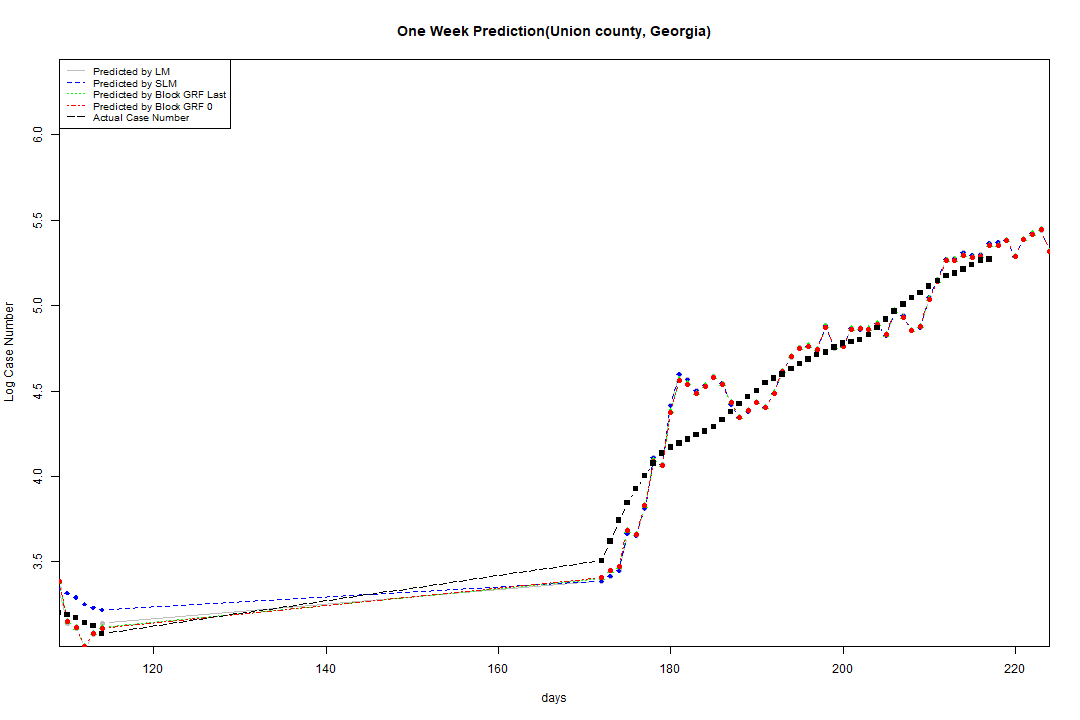 One Week Prediction(Union county, Georgia)
Predicted by LM
Predicted by SLM
Predicted by Block GRF Last
Predicted by Block GRF 0
Actual Case Number
6.0
5.5
5.0
4.5
4.0
3.5
Log Case Number
120 140 160 180 200 220
days